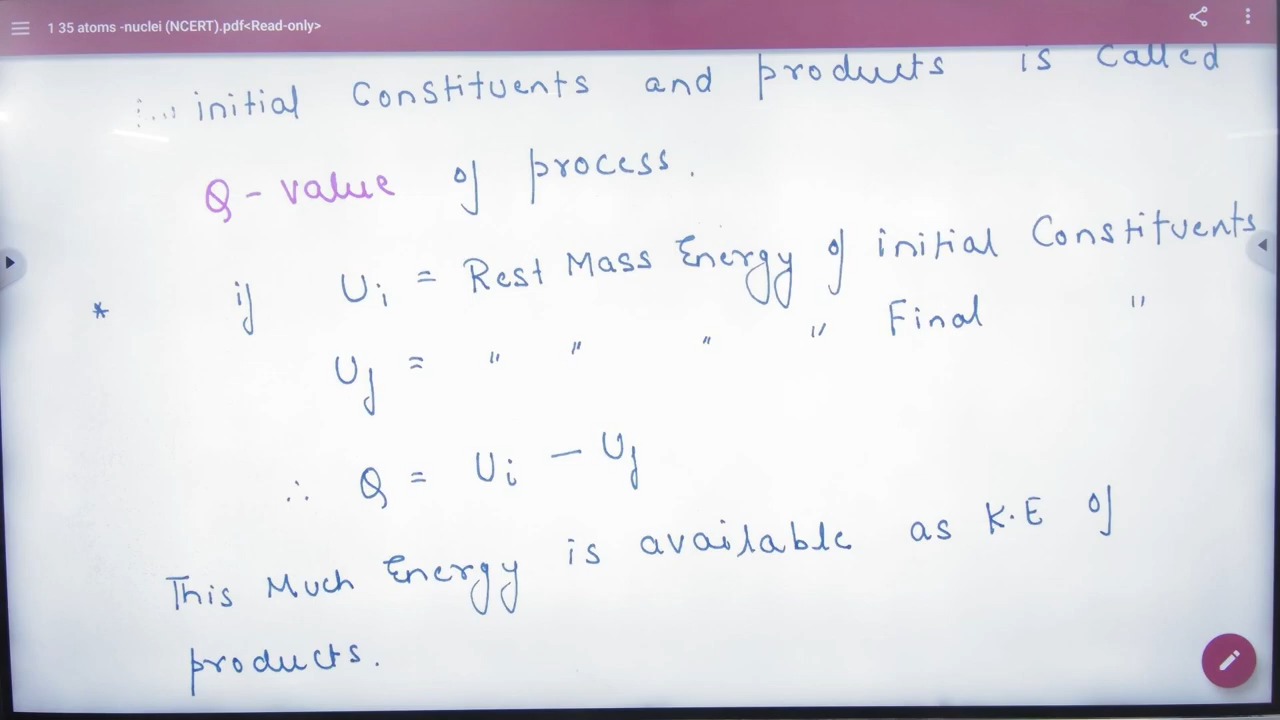 1 35 atoms -nuclei (NCERT).pdf<Read-only>
initial Constituents and products is called
Q - value of process.
* if Ui = Rest Mass Energy of initial Constituents
Uf = " " " " Final "
∴ Q = Ui - Uf
This Much Energy is available as K.E of
products.